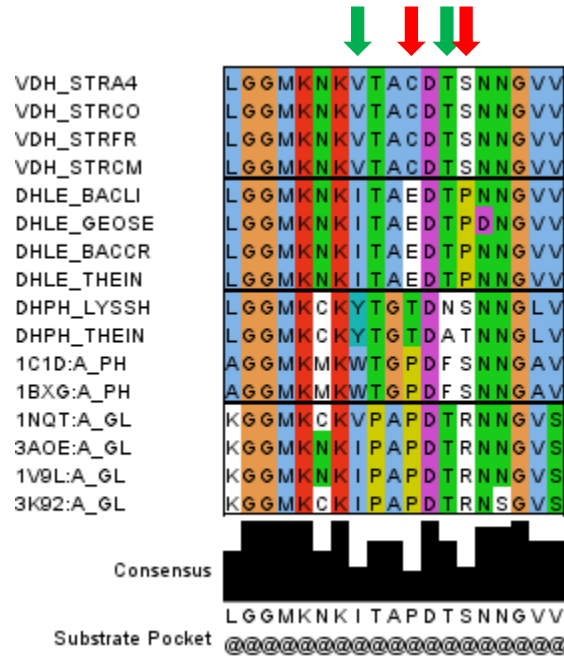 VDH_STRA4 LGGMKNKVTACDTSNNGVV
VDH_STRCO LGGMKNKVTACDTSNNGVV
VDH_STRFR LGGMKNKVTACDTSNNGVV
VDH_STRCM LGGMKNKVTACDTSNNGVV
DHLE_BACLI LGGMKNKITAEDTPNNGVV
DHLE_GEOSE LGGMKNKITAEDTPDNGVV
DHLE_BACCR LGGMKNKITAEDTPNNGVV
DHLE_THEIN LGGMKNKITAEDTPNNGVV
DHPH_LYSSH LGGMKCKYTGTDNSNNGLV
DHPH_THEIN LGGMKCKYTGTDATNNGLV
1C1D:A_PH AGGMKMKWTGPDFSNNGAV
1BXG:A_PH AGGMKMKWTGPDFSNNGAV
1NQT:A_GL KGGMKCKVPAPDTRNNGVS
3AOE:A_GL KGGMKNKIPAPDTRNNGVS
1V9L:A_GL KGGMKNKIPAPDTRNNGVS
3K92:A_GL KGGMKCKIPAPDTRNSGVS
Consensus
LGGMKNKITAPDTSNNGVV
Substrate Pocket @@@@@@@@@@@@@@@@@@@